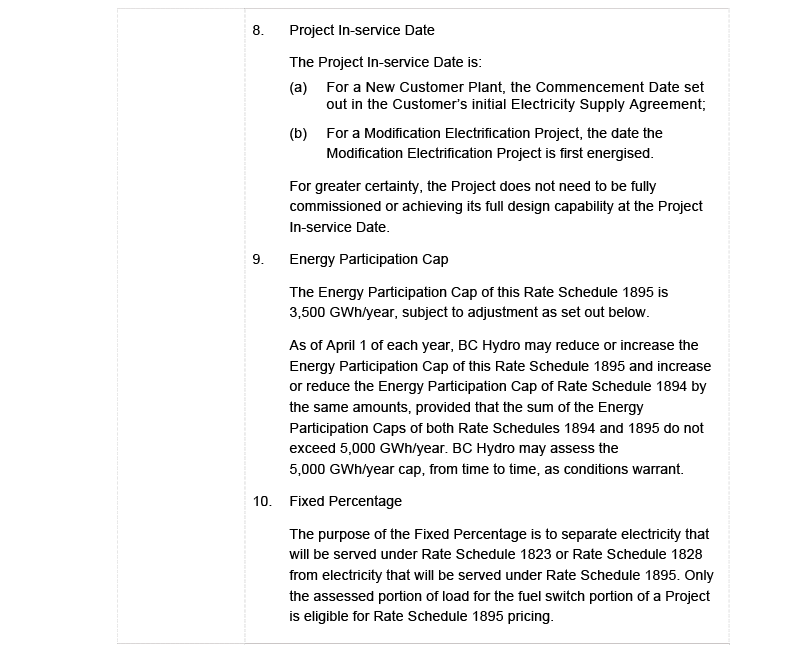 8. Project In-service Date
The Project In-service Date is:
(a) For a New Customer Plant, the Commencement Date set
out in the Customer's initial Electricity Supply Agreement;
(b) For a Modification Electrification Project, the date the
Modification Electrification Project is first energised.
For greater certainty, the Project does not need to be fully
commissioned or achieving its full design capability at the Project
In-service Date.
9. Energy Participation Cap
The Energy Participation Cap of this Rate Schedule 1895 is
3,500 GWh/year, subject to adjustment as set out below.
As of April 1 of each year, BC Hydro may reduce or increase the
Energy Participation Cap of this Rate Schedule 1895 and increase
or reduce the Energy Participation Cap of Rate Schedule 1894 by
the same amounts, provided that the sum of the Energy
Participation Caps of both Rate Schedules 1894 and 1895 do not
exceed 5,000 GWh/year. BC Hydro may assess the
5,000 GWh/year cap, from time to time, as conditions warrant.
10. Fixed Percentage
The purpose of the Fixed Percentage is to separate electricity that
will be served under Rate Schedule 1823 or Rate Schedule 1828
from electricity that will be served under Rate Schedule 1895. Only
the assessed portion of load for the fuel switch portion of a Project
is eligible for Rate Schedule 1895 pricing.